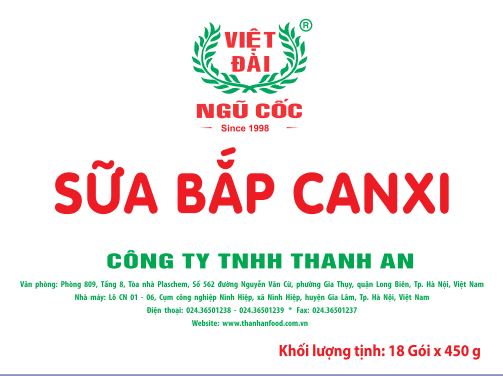 VIỆT
ĐÀI
®
NGŨ CỐC
Since 1998
SỮA BẮP CANXI
CÔNG TY TNHH THANH AN
Văn phòng: Phòng 809, Tầng 8, Tòa nhà Plaschem, Số 562 đường Nguyễn Văn Cừ, phường Gia Thụy, quận Long Biên, Tp. Hà Nội, Việt Nam
Nhà máy: Lô CN 01 - 06, Cụm công nghiệp Ninh Hiệp, xã Ninh Hiệp, huyện Gia Lâm, Tp. Hà Nội, Việt Nam
Điện thoại: 024.36501238 - 024.36501239 * Fax: 024.36501237
Website: www.thanhanfood.com.vn
Khối lượng tịnh: 18 Gói x 450 g